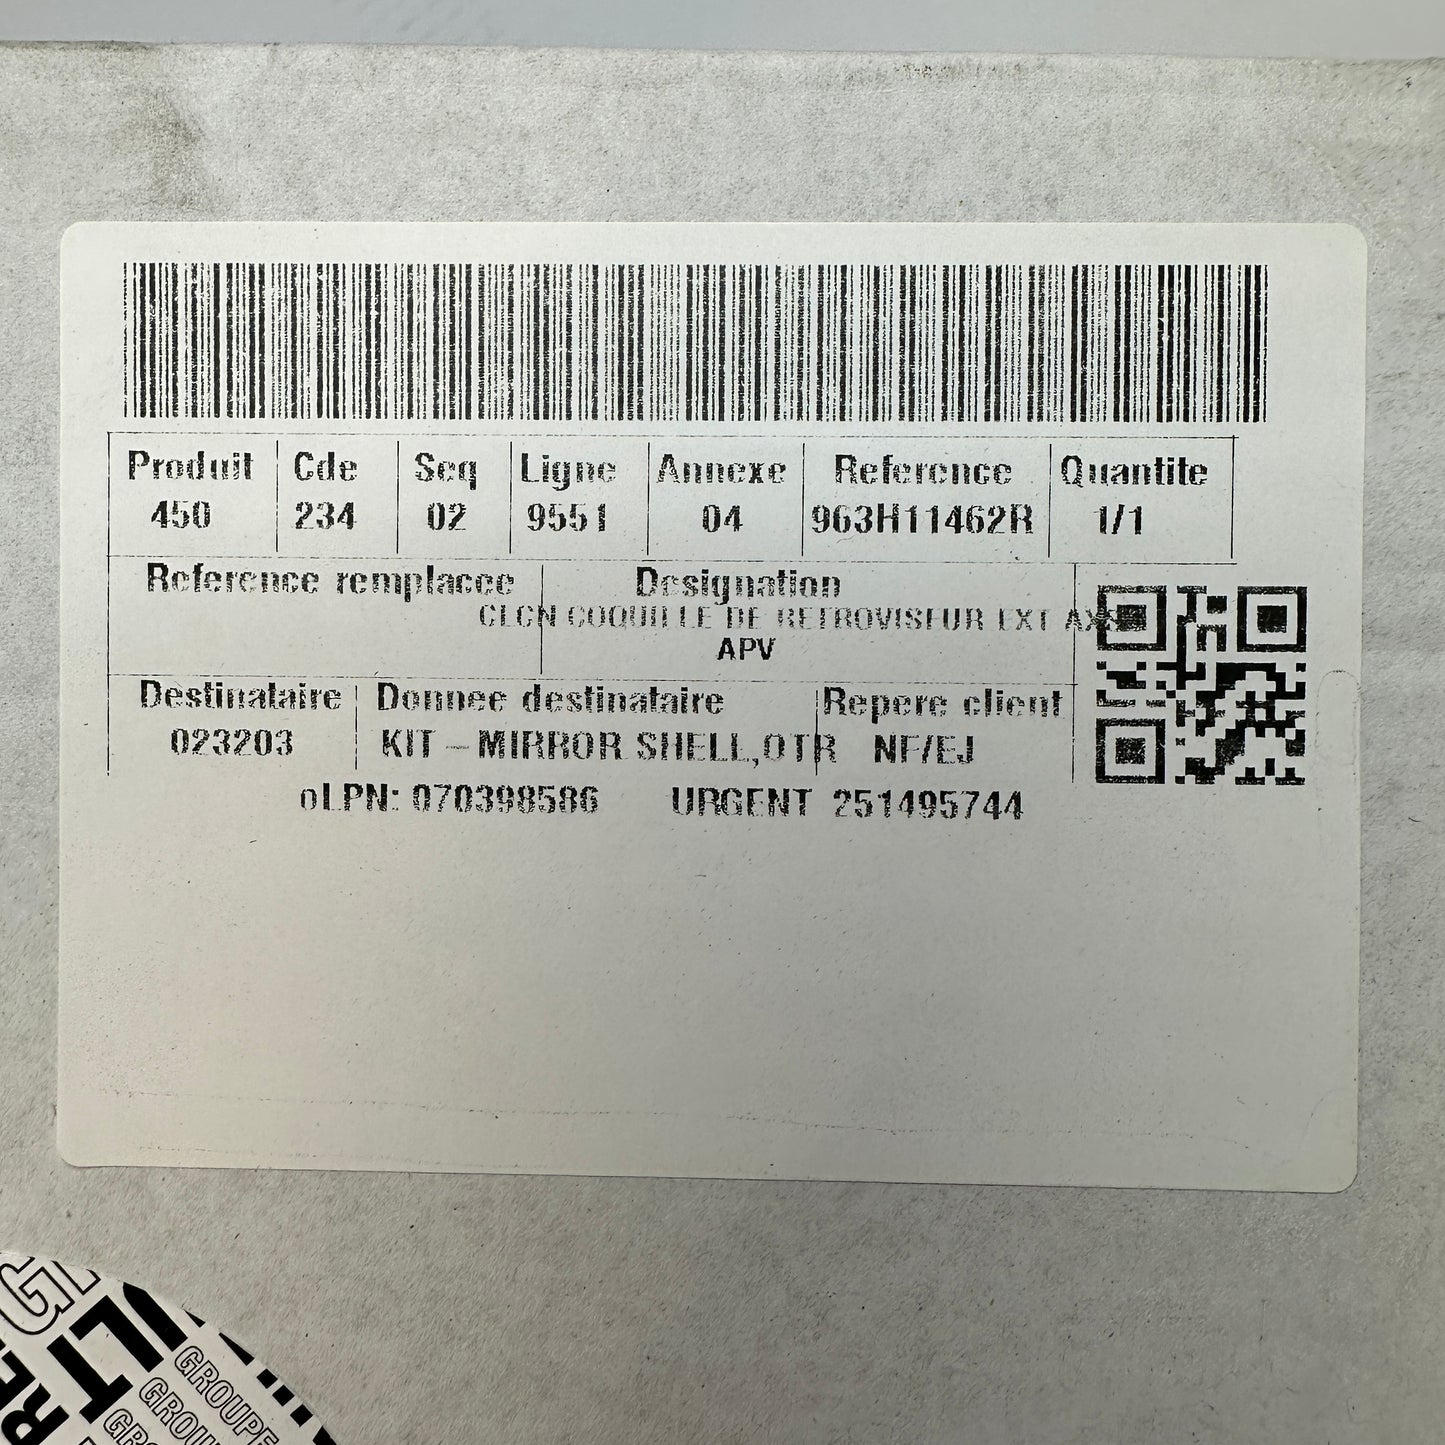 Produit Cde Seq Ligne Annexe Reference Quantite
450 234 02 9551 04 963H11462R 1/1
Reference remplacee Designation
CLCN COQUILLE DE RETROVISEUR EXT AXS
APV
Destinataire Donnee destinataire Repere client
023203 KIT - MIRROR SHELL,OTR NF/EJ
oLPN: 070398586 URGENT 251495744
GROUPE